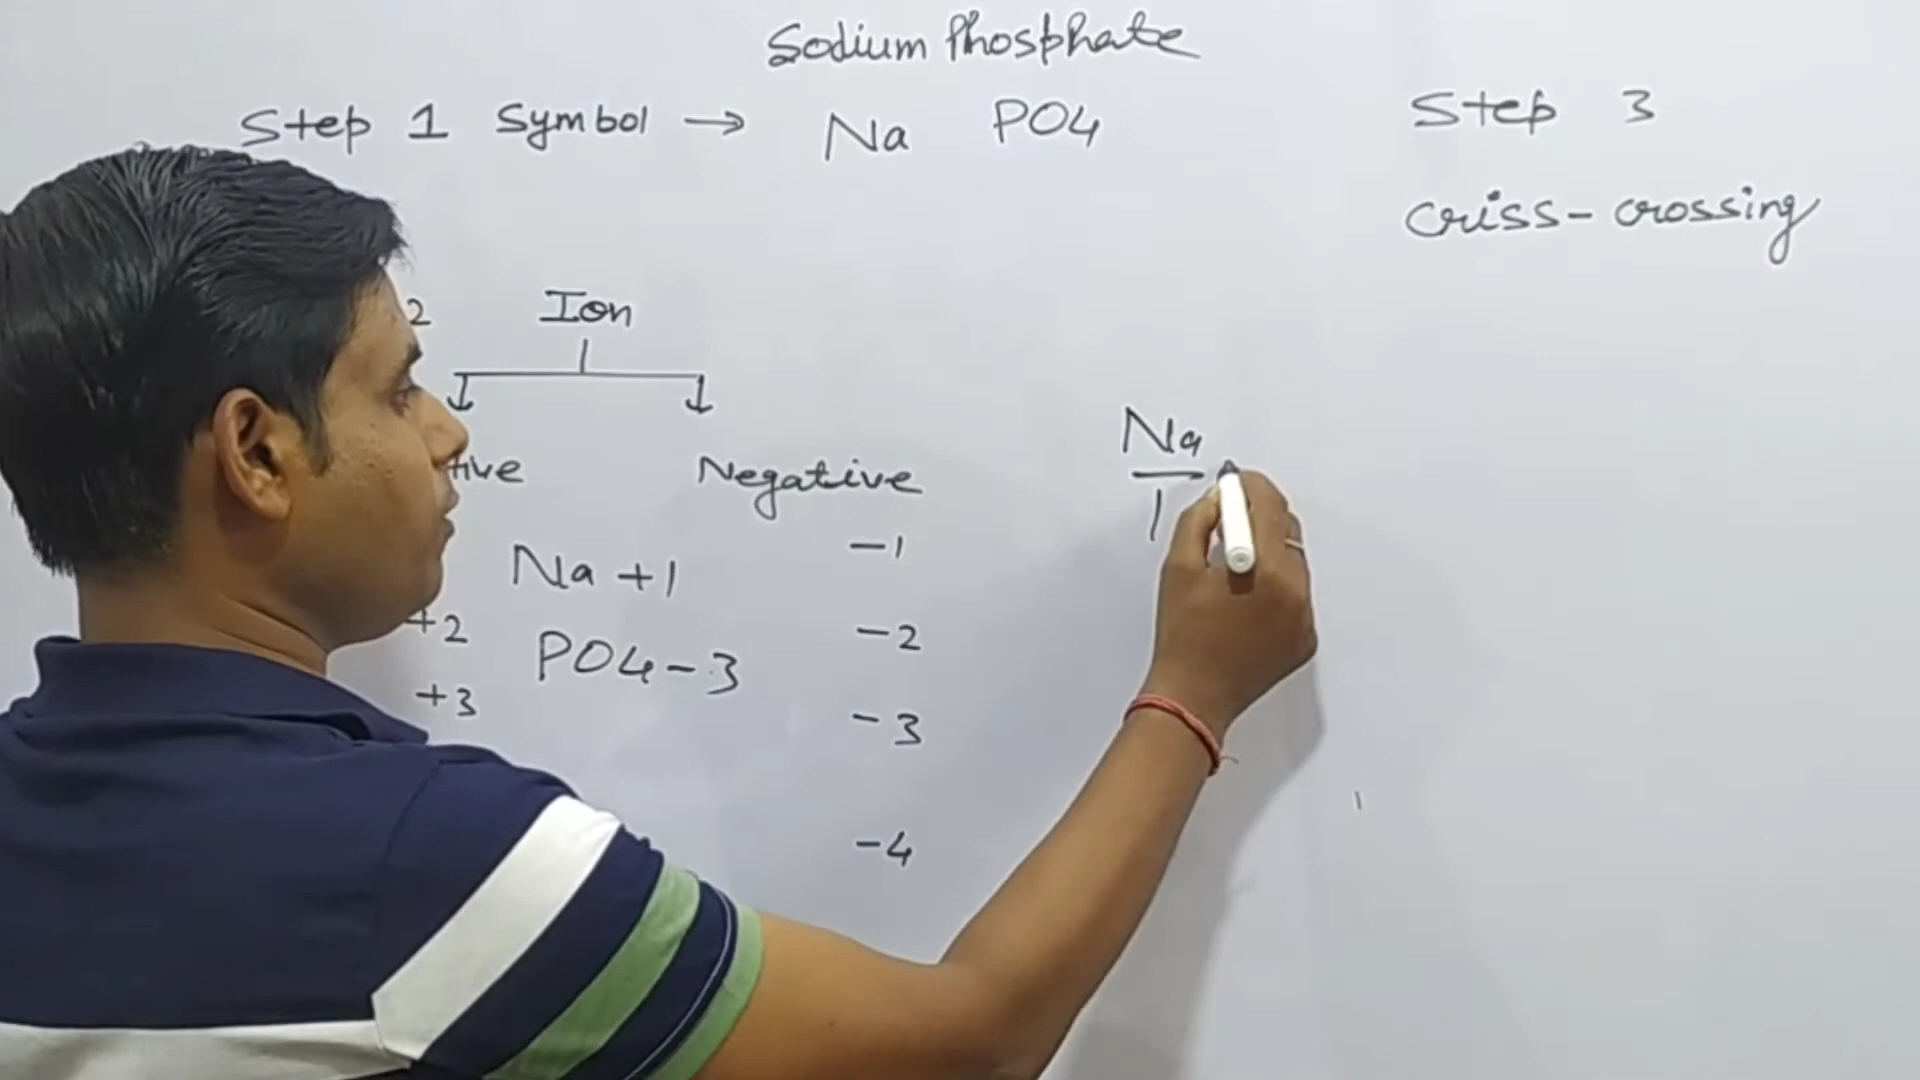 Sodium Phosphate
Step 1 Symbol → Na PO4
Step 3
criss-crossing
2 Ion
tive Negative
Na
1
Na +1
PO4-3
+2
+3
-1
-2
-3
-4